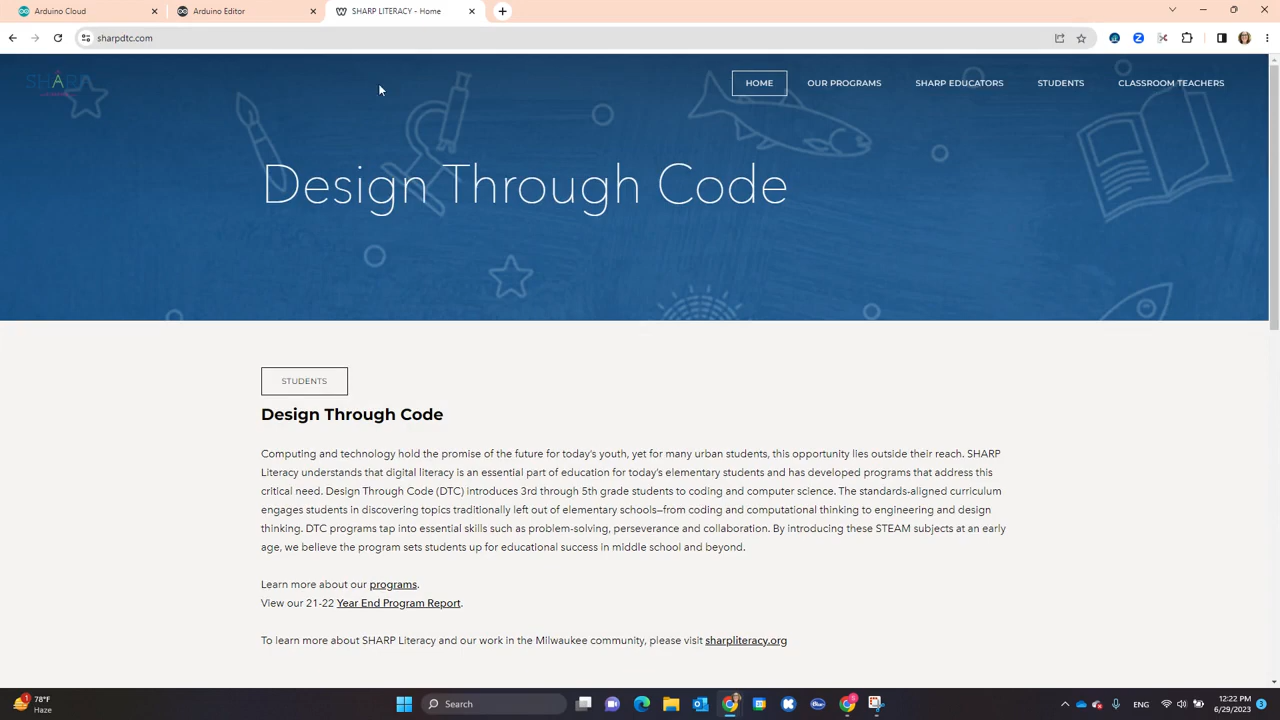 Arduino Cloud
Arduino Editor
SHARP LITERACY - Home
sharpdtc.com
SHARP
HOME
OUR PROGRAMS
SHARP EDUCATORS
STUDENTS
CLASSROOM TEACHERS
Design Through Code
STUDENTS
Design Through Code
Computing and technology hold the promise of the future for today's youth, yet for many urban students, this opportunity lies outside their reach. SHARP
Literacy understands that digital literacy is an essential part of education for today's elementary students and has developed programs that address this
critical need. Design Through Code (DTC) introduces 3rd through 5th grade students to coding and computer science. The standards-aligned curriculum
engages students in discovering topics traditionally left out of elementary schools—from coding and computational thinking to engineering and design
thinking. DTC programs tap into essential skills such as problem-solving, perseverance and collaboration. By introducing these STEAM subjects at an early
age, we believe the program sets students up for educational success in middle school and beyond.
Learn more about our programs.
View our 21-22 Year End Program Report.
To learn more about SHARP Literacy and our work in the Milwaukee community, please visit sharpliteracy.org
78°F
Haze
Search
ENG
12:22 PM
6/29/2023